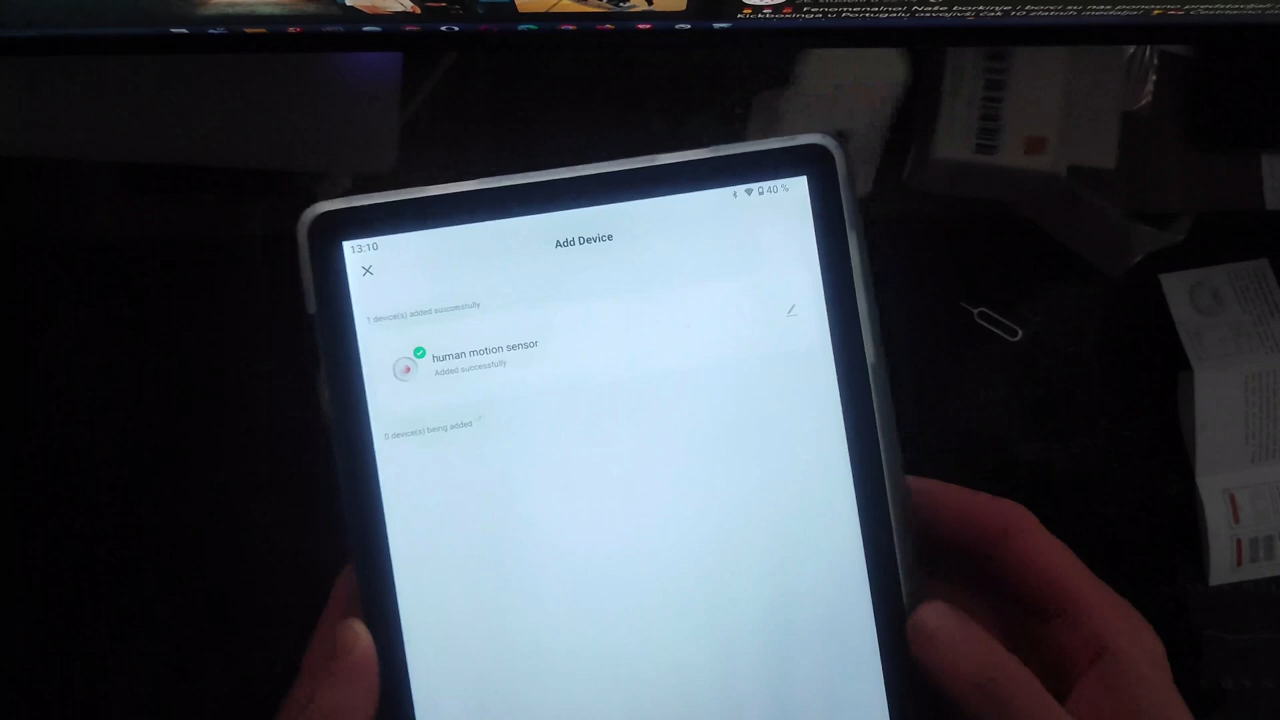 Fenomenalno! Naše borkinje i borci su nas ponosno predstavljali
Kickboxinga u Portugalu osvojivši čak 10 zlatnih medalja!
40 %
13:10
Add Device
1 device(s) added successfully
human motion sensor
Added successfully
0 device(s) being added